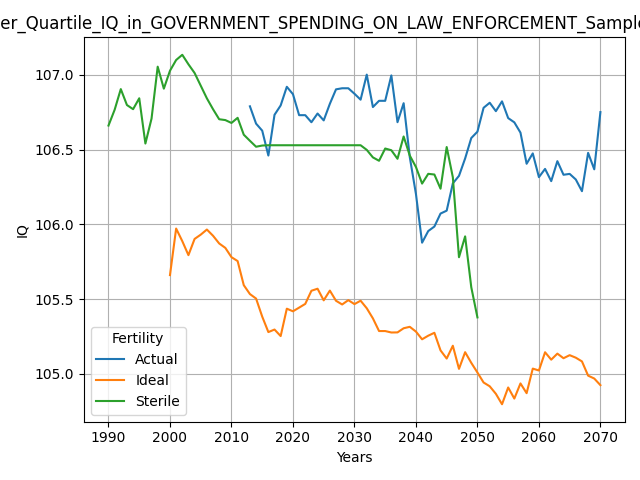 er_Quartile_IQ_in_GOVERNMENT_SPENDING_ON_LAW_ENFORCEMENT_Sample
107.0
106.5
106.0
105.5
105.0
IQ
Fertility
Actual
Ideal
Sterile
1990 2000 2010 2020 2030 2040 2050 2060 2070
Years